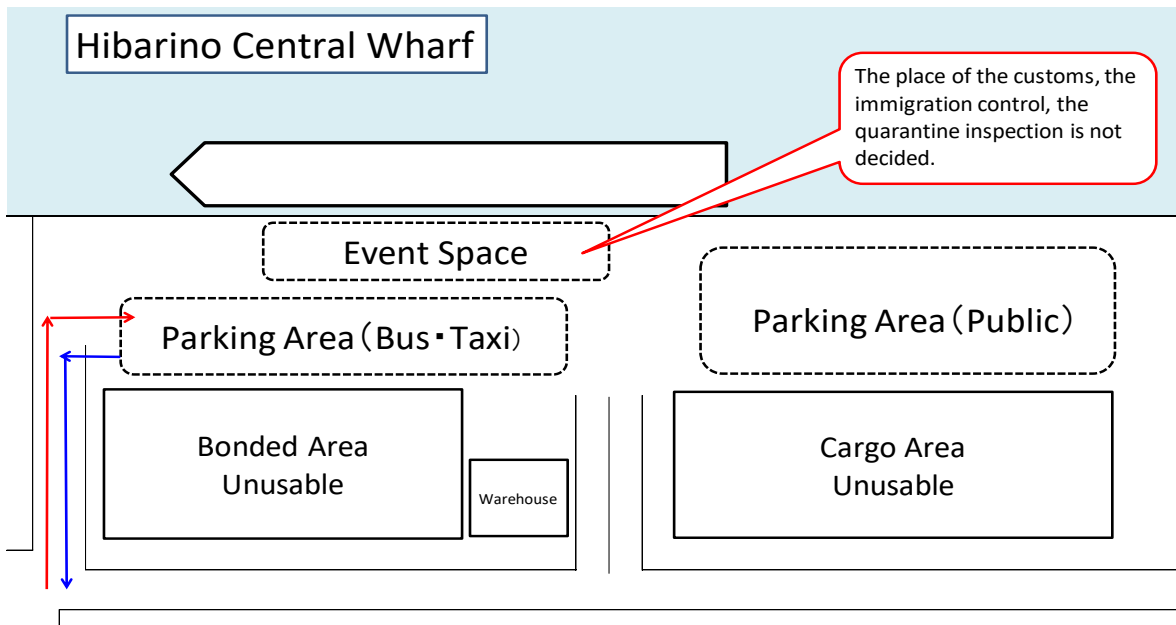 Hibarino Central Wharf
The place of the customs, the
immigration control, the
quarantine inspection is not
decided.
Event Space
Parking Area（Bus・Taxi）
Parking Area（Public）
Bonded Area
Unusable
Warehouse
Cargo Area
Unusable